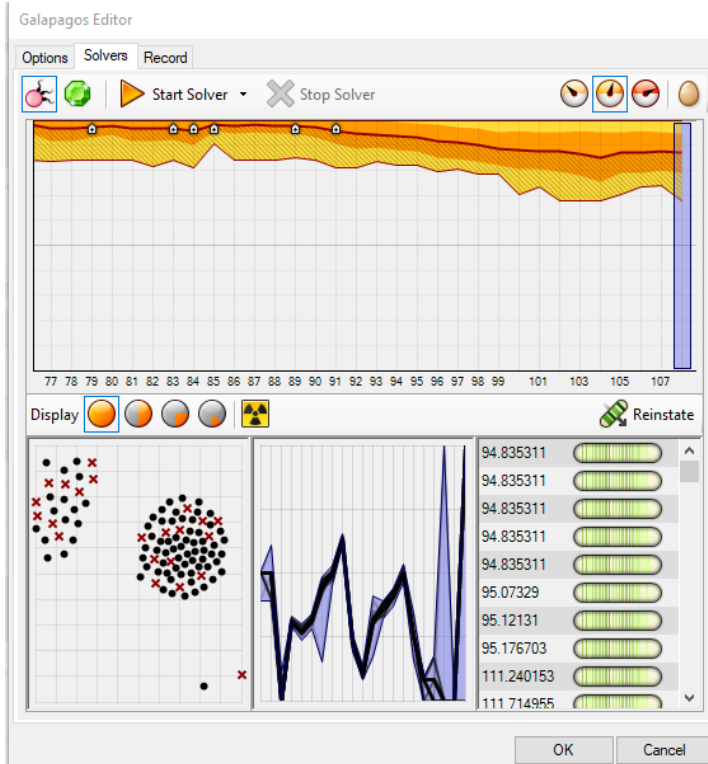 Galapagos Editor
Options Solvers Record
Start Solver Stop Solver
77 78 79 80 81 82 83 84 85 86 87 88 89 90 91 92 93 94 95 96 97 98 99 101 103 105 107
Display Reinstate
94.835311
94.835311
94.835311
94.835311
94.835311
95.07329
95.12131
95.176703
111.240153
111.714955
OK Cancel